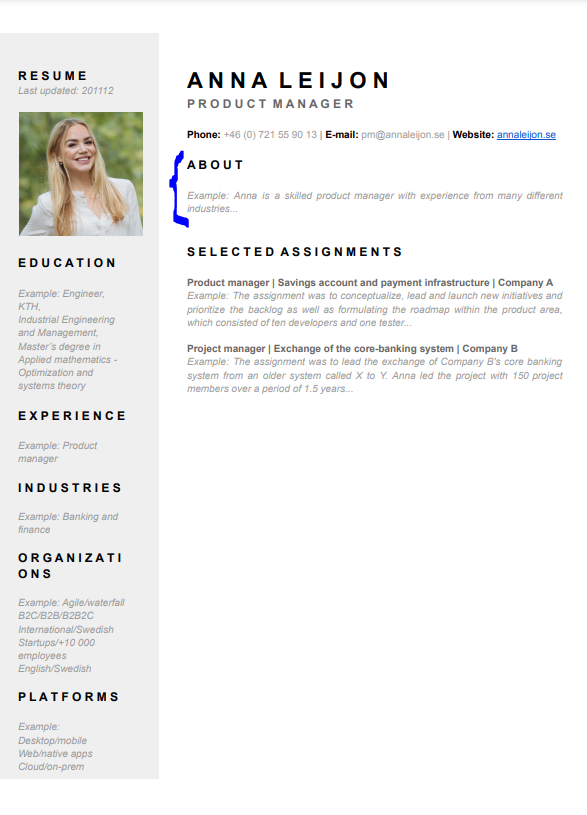 RESUME
Last updated: 201112
EDUCATION
Example: Engineer,
KTH,
Industrial Engineering
and Management,
Master's degree in
Applied mathematics -
Optimization and
systems theory
EXPERIENCE
Example: Product
manager
INDUSTRIES
Example: Banking and
finance
ORGANIZATI
ONS
Example: Agile/waterfall
B2C/B2B/B2B2C
International/Swedish
Startups/+10 000
employees
English/Swedish
PLATFORMS
Example:
Desktop/mobile
Web/native apps
Cloud/on-prem
ANNA LEIJON
PRODUCT MANAGER
Phone: +46 (0) 721 55 90 13 | E-mail: pm@annaleijon.se | Website: annaleijon.se
ABOUT
Example: Anna is a skilled product manager with experience from many different
industries...
SELECTED ASSIGNMENTS
Product manager | Savings account and payment infrastructure | Company A
Example: The assignment was to conceptualize, lead and launch new initiatives and
prioritize the backlog as well as formulating the roadmap within the product area,
which consisted of ten developers and one tester...
Project manager | Exchange of the core-banking system | Company B
Example: The assignment was to lead the exchange of Company B's core banking
system from an older system called X to Y. Anna led the project with 150 project
members over a period of 1.5 years...